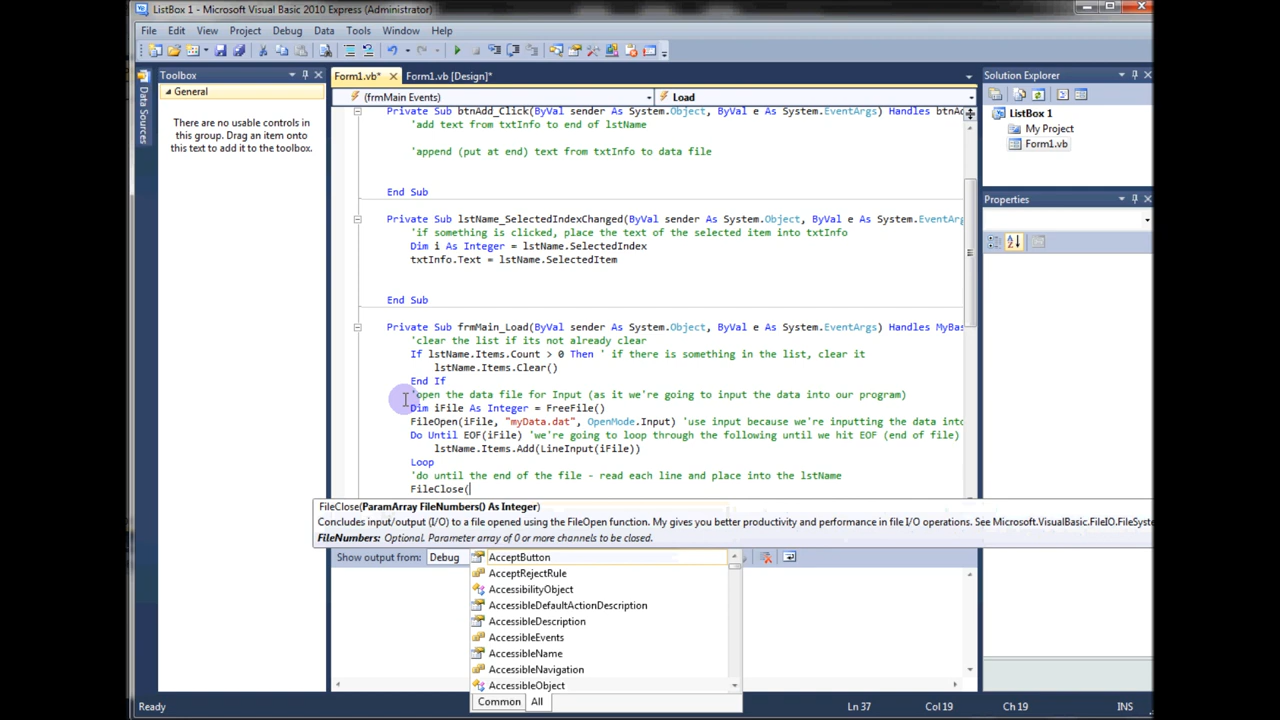 ListBox 1 - Microsoft Visual Basic 2010 Express (Administrator)
File Edit View Project Debug Data Tools Window Help
Toolbox
General
There are no usable controls
in this group. Drag an item onto
this text to add it to the toolbox.
Data Sources
Form1.vb* Form1.vb [Design]*
(frmMain Events) Load
Private Sub btnAdd_Click(ByVal sender As System.Object, ByVal e As System.EventArgs) Handles btnAd
'add text from txtInfo to end of lstName
'append (put at end) text from txtInfo to data file
End Sub
Private Sub lstName_SelectedIndexChanged(ByVal sender As System.Object, ByVal e As System.EventArg
'if something is clicked, place the text of the selected item into txtInfo
Dim i As Integer = lstName.SelectedIndex
txtInfo.Text = lstName.SelectedItem
End Sub
Private Sub frmMain_Load(ByVal sender As System.Object, ByVal e As System.EventArgs) Handles MyBas
'clear the list if its not already clear
If lstName.Items.Count > 0 Then ' if there is something in the list, clear it
lstName.Items.Clear()
End If
'open the data file for Input (as it we're going to input the data into our program)
Dim iFile As Integer = FreeFile()
FileOpen(iFile, "myData.dat", OpenMode.Input) 'use input because we're inputting the data into
Do Until EOF(iFile) 'we're going to loop through the following until we hit EOF (end of file)
lstName.Items.Add(LineInput(iFile))
Loop
'do until the end of the file - read each line and place into the lstName
FileClose(
FileClose(ParamArray FileNumbers() As Integer)
Concludes input/output (I/O) to a file opened using the FileOpen function. My gives you better productivity and performance in file I/O operations. See Microsoft.VisualBasic.FileIO.FileSyste
FileNumbers: Optional. Parameter array of 0 or more channels to be closed.
Show output from: Debug
AcceptButton
AcceptRejectRule
AccessibilityObject
AccessibleDefaultActionDescription
AccessibleDescription
AccessibleEvents
AccessibleName
AccessibleNavigation
AccessibleObject
Common All
Solution Explorer
ListBox 1
My Project
Form1.vb
Properties
Ready Ln 37 Col 19 Ch 19 INS